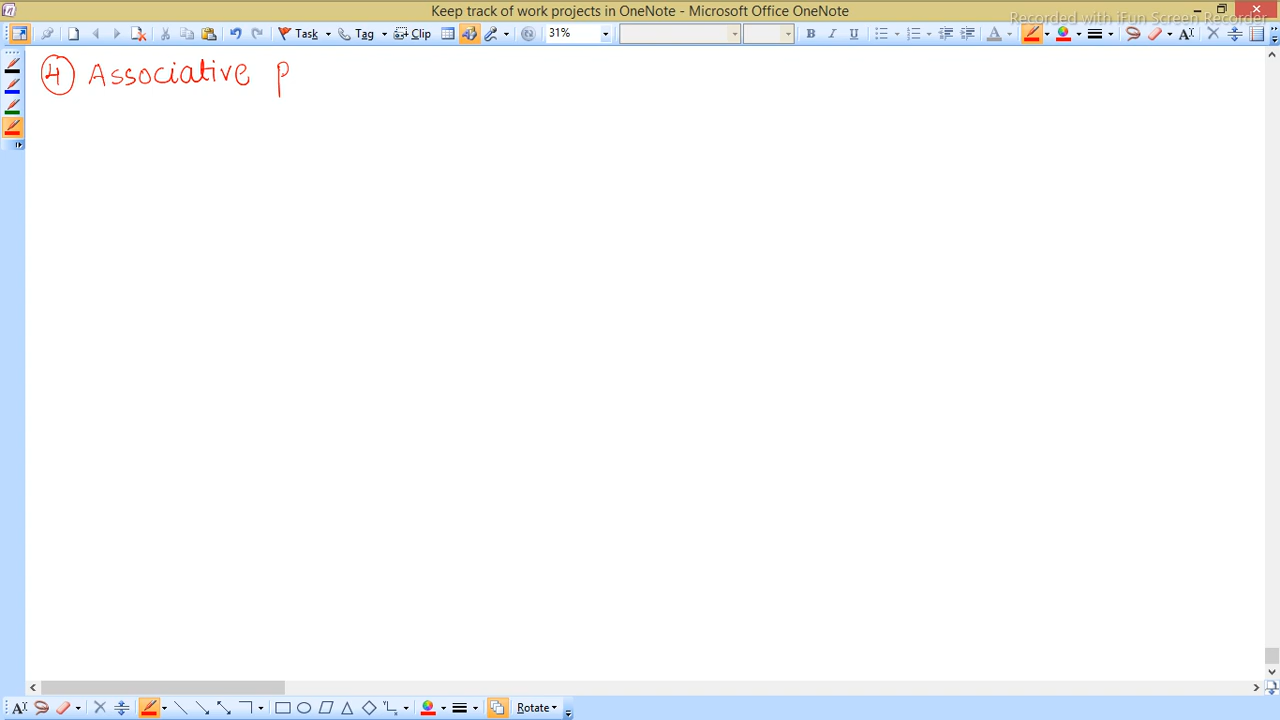 Keep track of work projects in OneNote - Microsoft Office OneNote
Recorded with iFun Screen Recorder
Task Tag Clip 31% B I U A A
④ Associative p
A Rotate